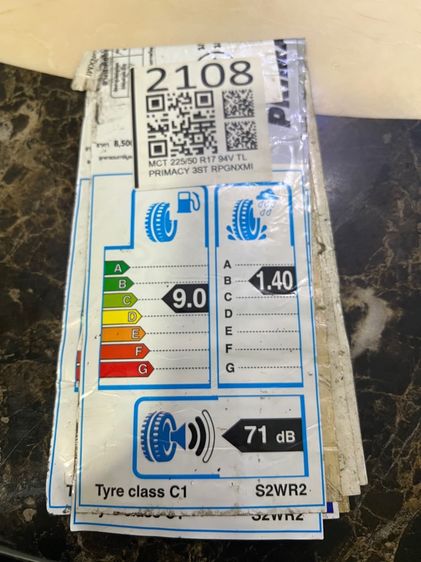 2108
8,500
MCT 225/50 R17 94V TL
PRIMACY 3ST RPGNXMI
A
B
C
D
E
F
G
9.0
A
B
C
D
E
F
G
1.40
71 dB
Tyre class C1 S2WR2
S2WR2